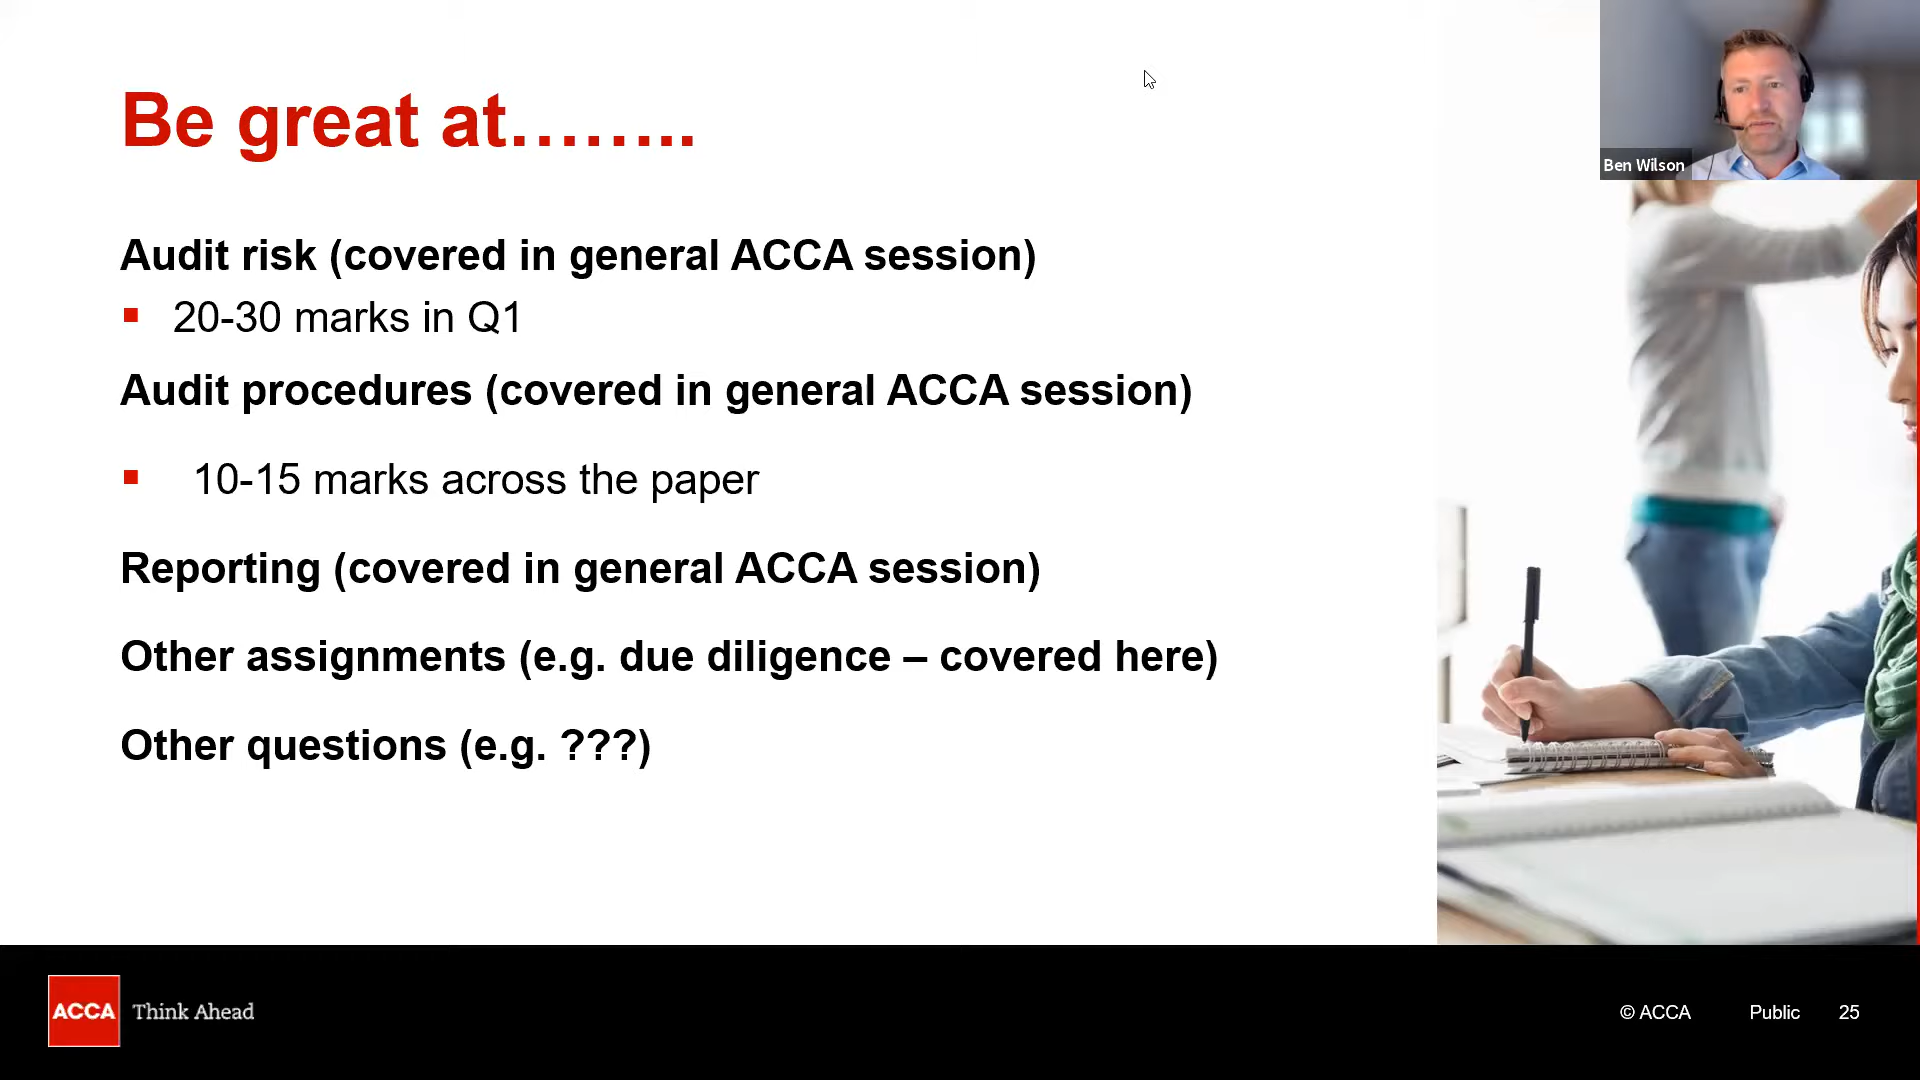 Be great at……..
Ben Wilson
Audit risk (covered in general ACCA session)
20-30 marks in Q1
Audit procedures (covered in general ACCA session)
10-15 marks across the paper
Reporting (covered in general ACCA session)
Other assignments (e.g. due diligence – covered here)
Other questions (e.g. ???)
ACCA Think Ahead
© ACCA Public 25